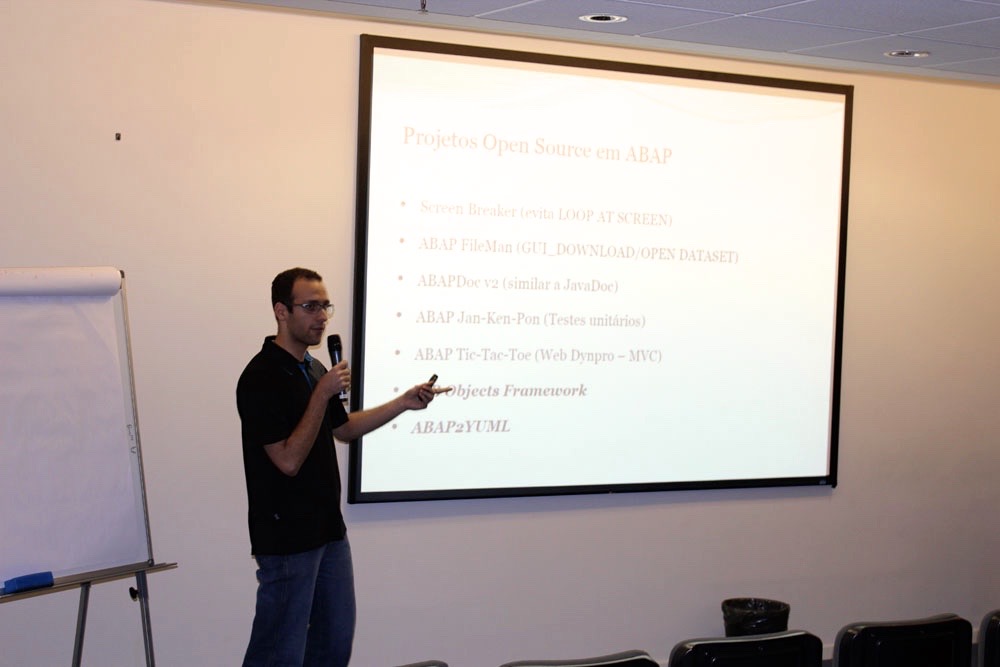 Projetos Open Source em ABAP
• Screen Breaker (evita LOOP AT SCREEN)
• ABAP FileMan (GUI_DOWNLOAD/OPEN DATASET)
• ABAPDoc v2 (similar a JavaDoc)
• ABAP Jan-Ken-Pon (Testes unitários)
• ABAP Tic-Tac-Toe (Web Dynpro – MVC)
• Objects Framework
• ABAP2YUML